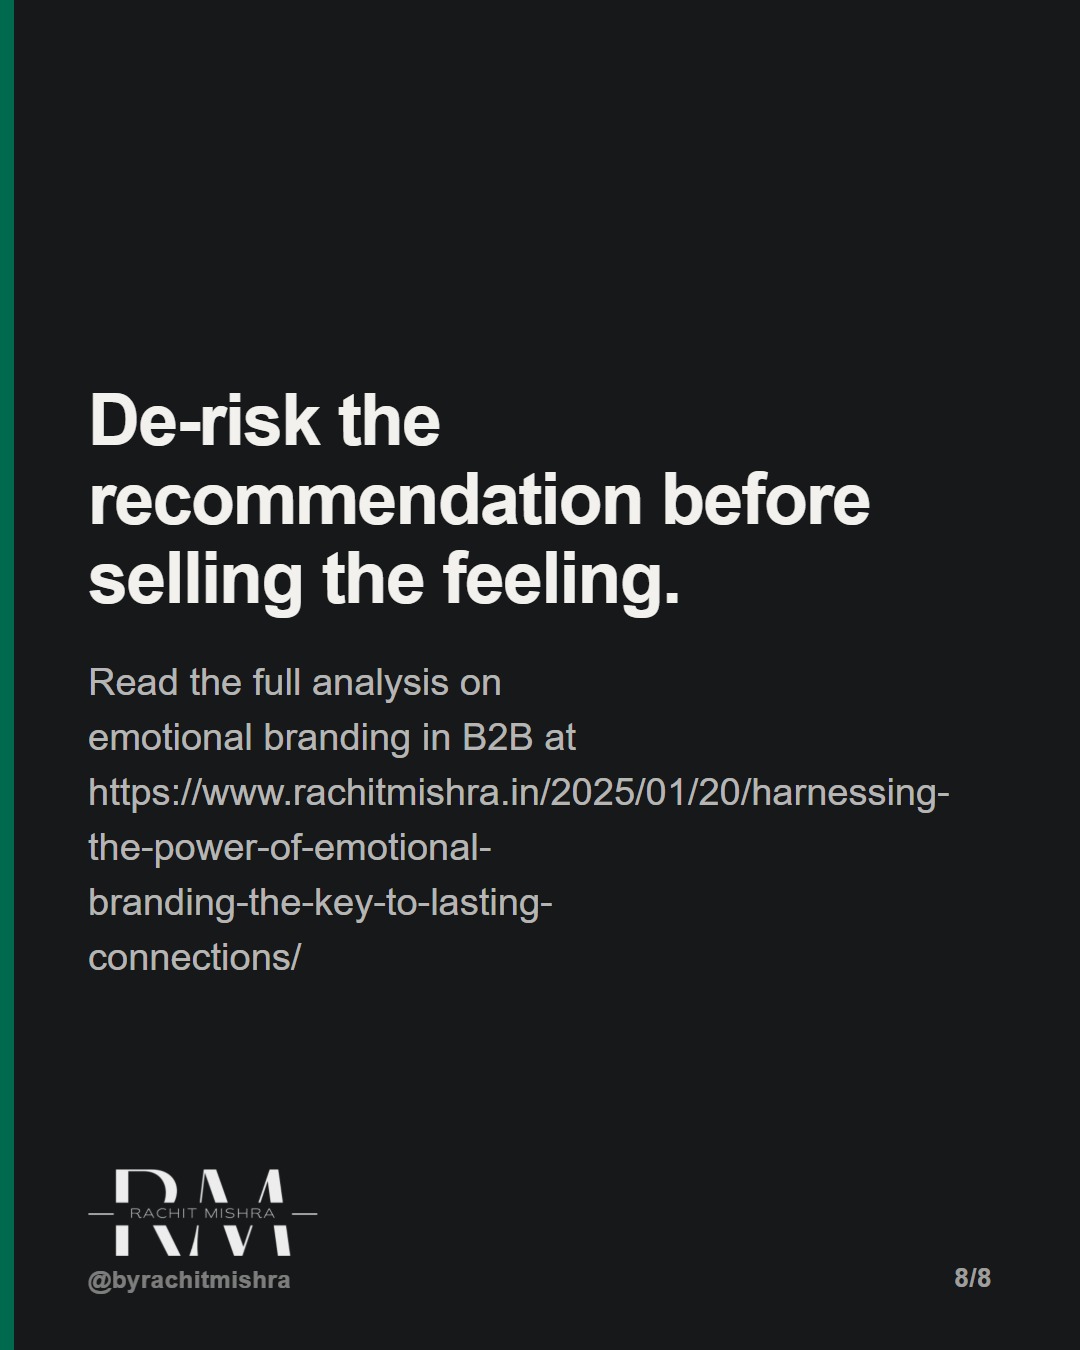 De-risk the
recommendation before
selling the feeling.
Read the full analysis on
emotional branding in B2B at
https://www.rachitmishra.in/2025/01/20/harnessing-
the-power-of-emotional-
branding-the-key-to-lasting-
connections/
RM
RACHIT MISHRA
@byrachitmishra
8/8